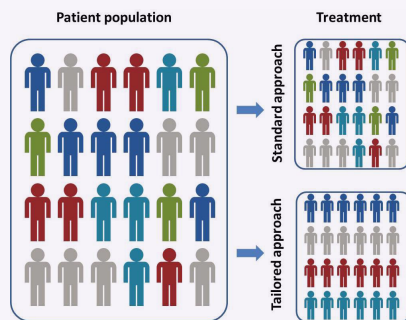 Patient population
Treatment
Standard approach
Tailored approach